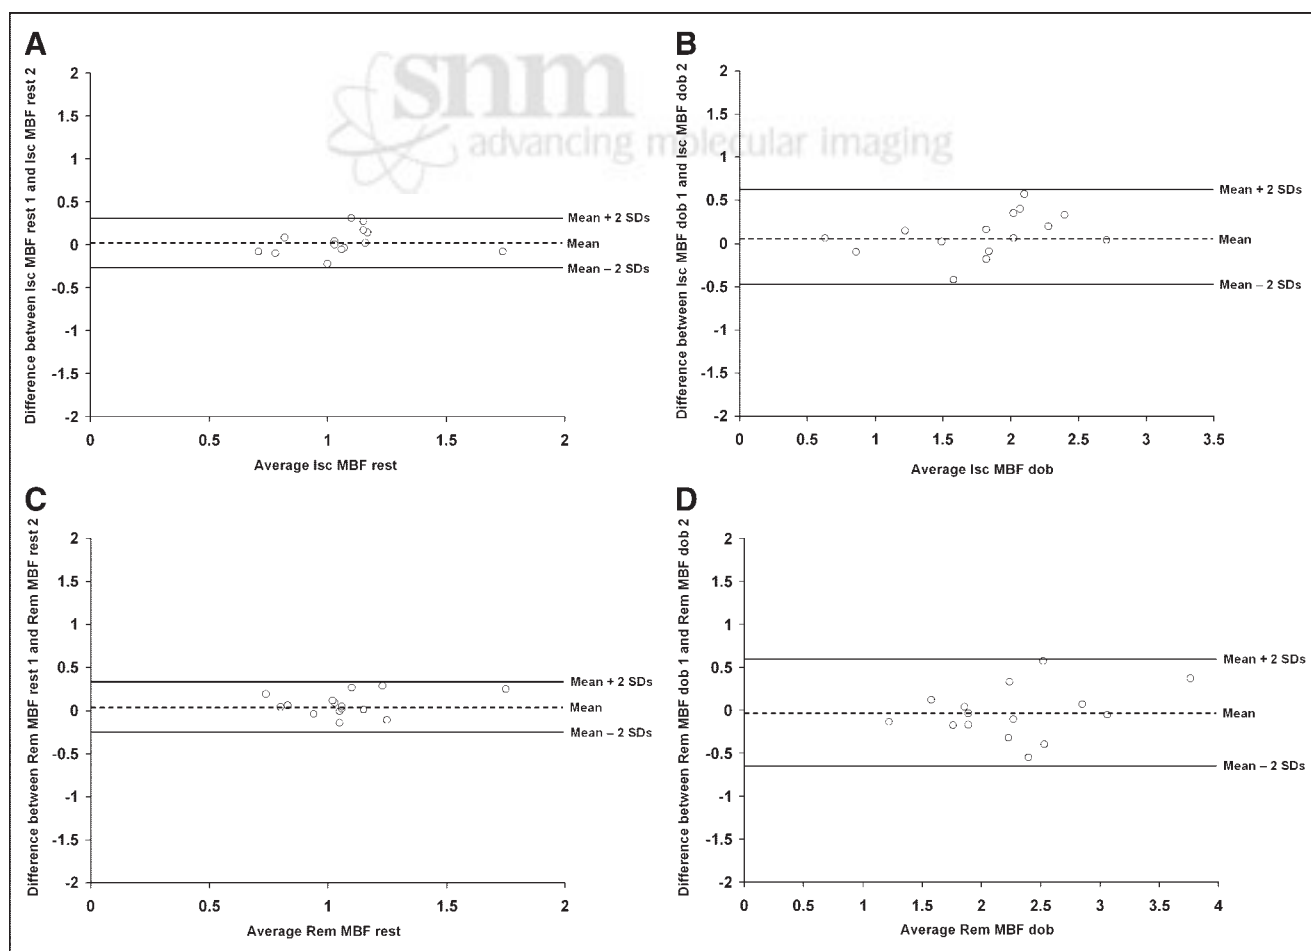 snm
advancing molecular imaging
A
Difference between Isc MBF rest 1 and Isc MBF rest 2
2
1.5
1
0.5
0
-0.5
-1
-1.5
-2
Mean + 2 SDs
Mean
Mean – 2 SDs
0
0.5
1
1.5
2
Average Isc MBF rest
B
Difference between Isc MBF dob 1 and Isc MBF dob 2
2
1.5
1
0.5
0
-0.5
-1
-1.5
-2
Mean + 2 SDs
Mean
Mean – 2 SDs
0
0.5
1
1.5
2
2.5
3
3.5
Average Isc MBF dob
C
Difference between Rem MBF rest 1 and Rem MBF rest 2
2
1.5
1
0.5
0
-0.5
-1
-1.5
-2
Mean + 2 SDs
Mean
Mean – 2 SDs
0
0.5
1
1.5
2
Average Rem MBF rest
D
Difference between Rem MBF dob 1 and Rem MBF dob 2
2
1.5
1
0.5
0
-0.5
-1
-1.5
-2
Mean + 2 SDs
Mean
Mean – 2 SDs
0
0.5
1
1.5
2
2.5
3
3.5
4
Average Rem MBF dob